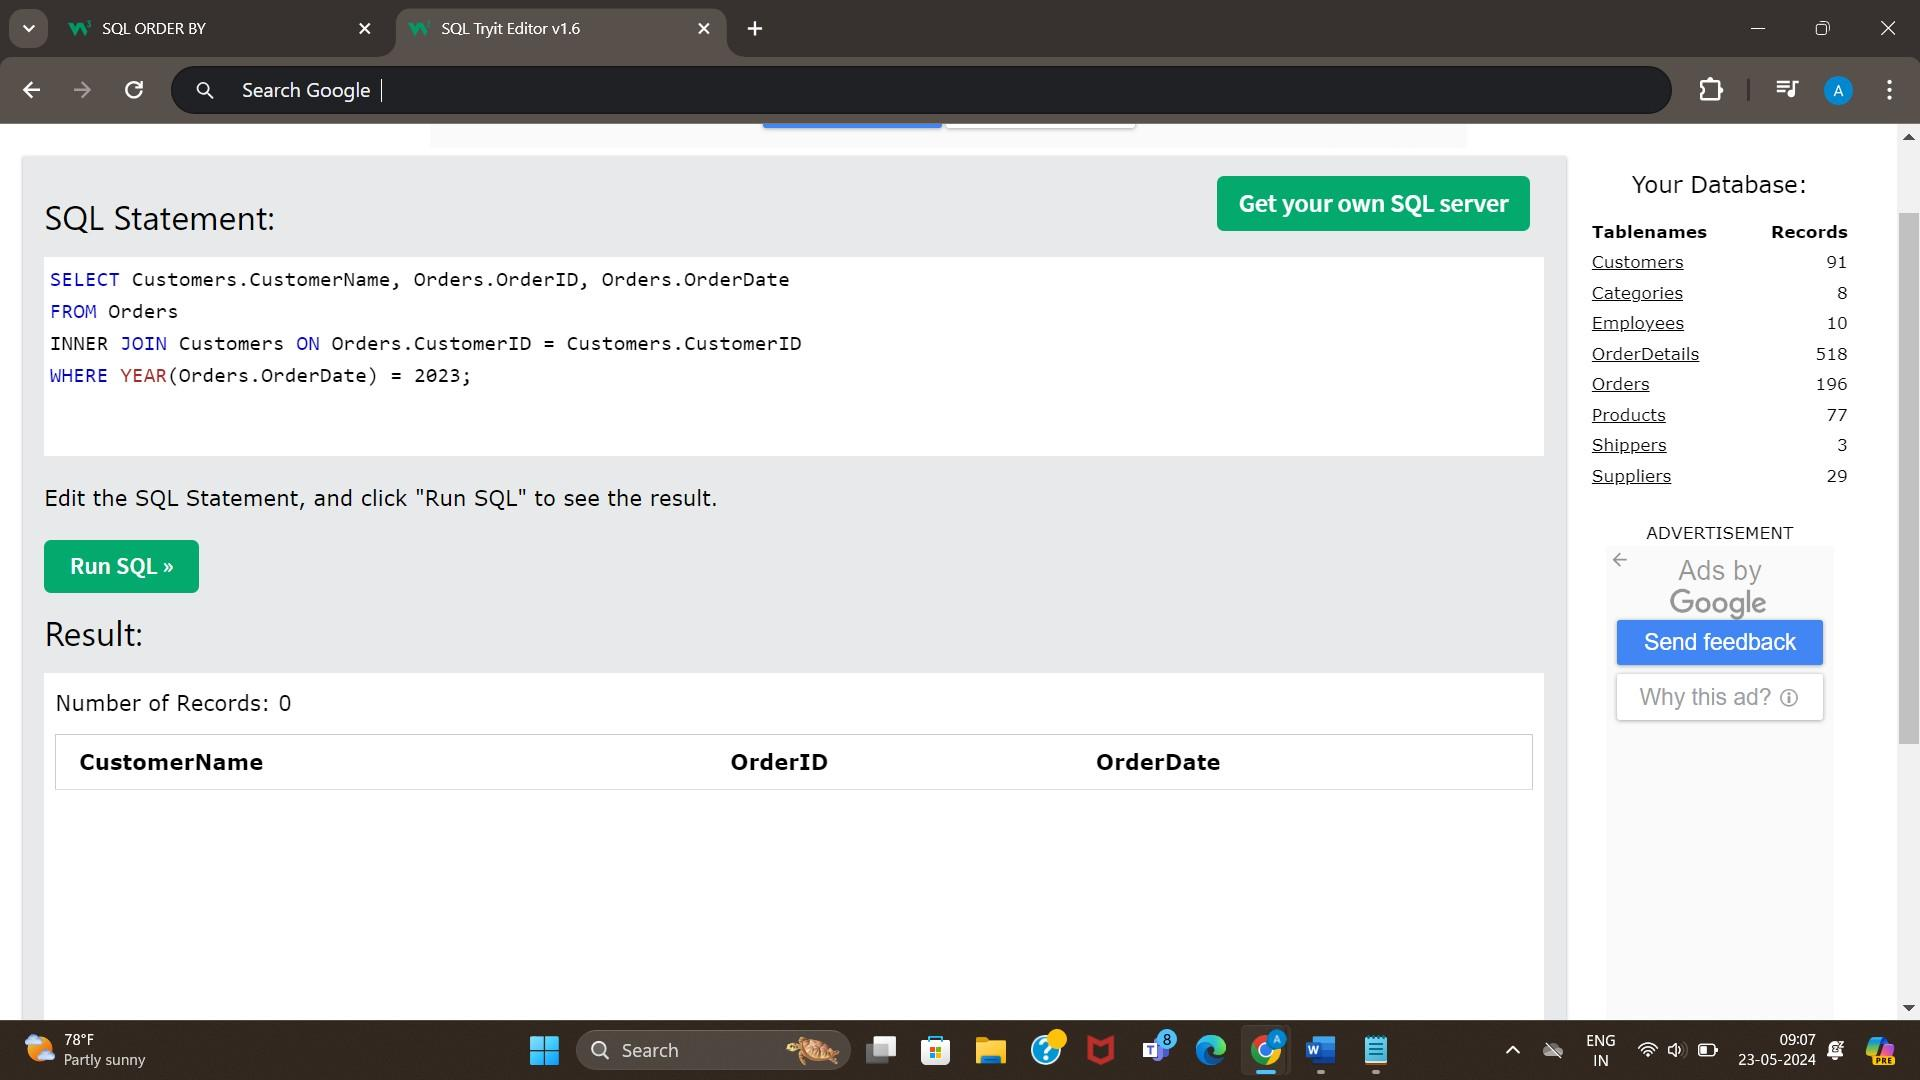 SQL ORDER BY
SQL Tryit Editor v1.6
Search Google
A
Get your own SQL server
SQL Statement:
SELECT Customers.CustomerName, Orders.OrderID, Orders.OrderDate
FROM Orders
INNER JOIN Customers ON Orders.CustomerID = Customers.CustomerID
WHERE YEAR(Orders.OrderDate) = 2023;
Edit the SQL Statement, and click "Run SQL" to see the result.
Run SQL »
Result:
Number of Records: 0
CustomerName OrderID OrderDate
Your Database:
Tablenames Records
Customers 91
Categories 8
Employees 10
OrderDetails 518
Orders 196
Products 77
Shippers 3
Suppliers 29
ADVERTISEMENT
Ads by
Google
Send feedback
Why this ad?
78°F
Partly sunny
Search
8
A
W
ENG
IN
09:07
23-05-2024
PRE